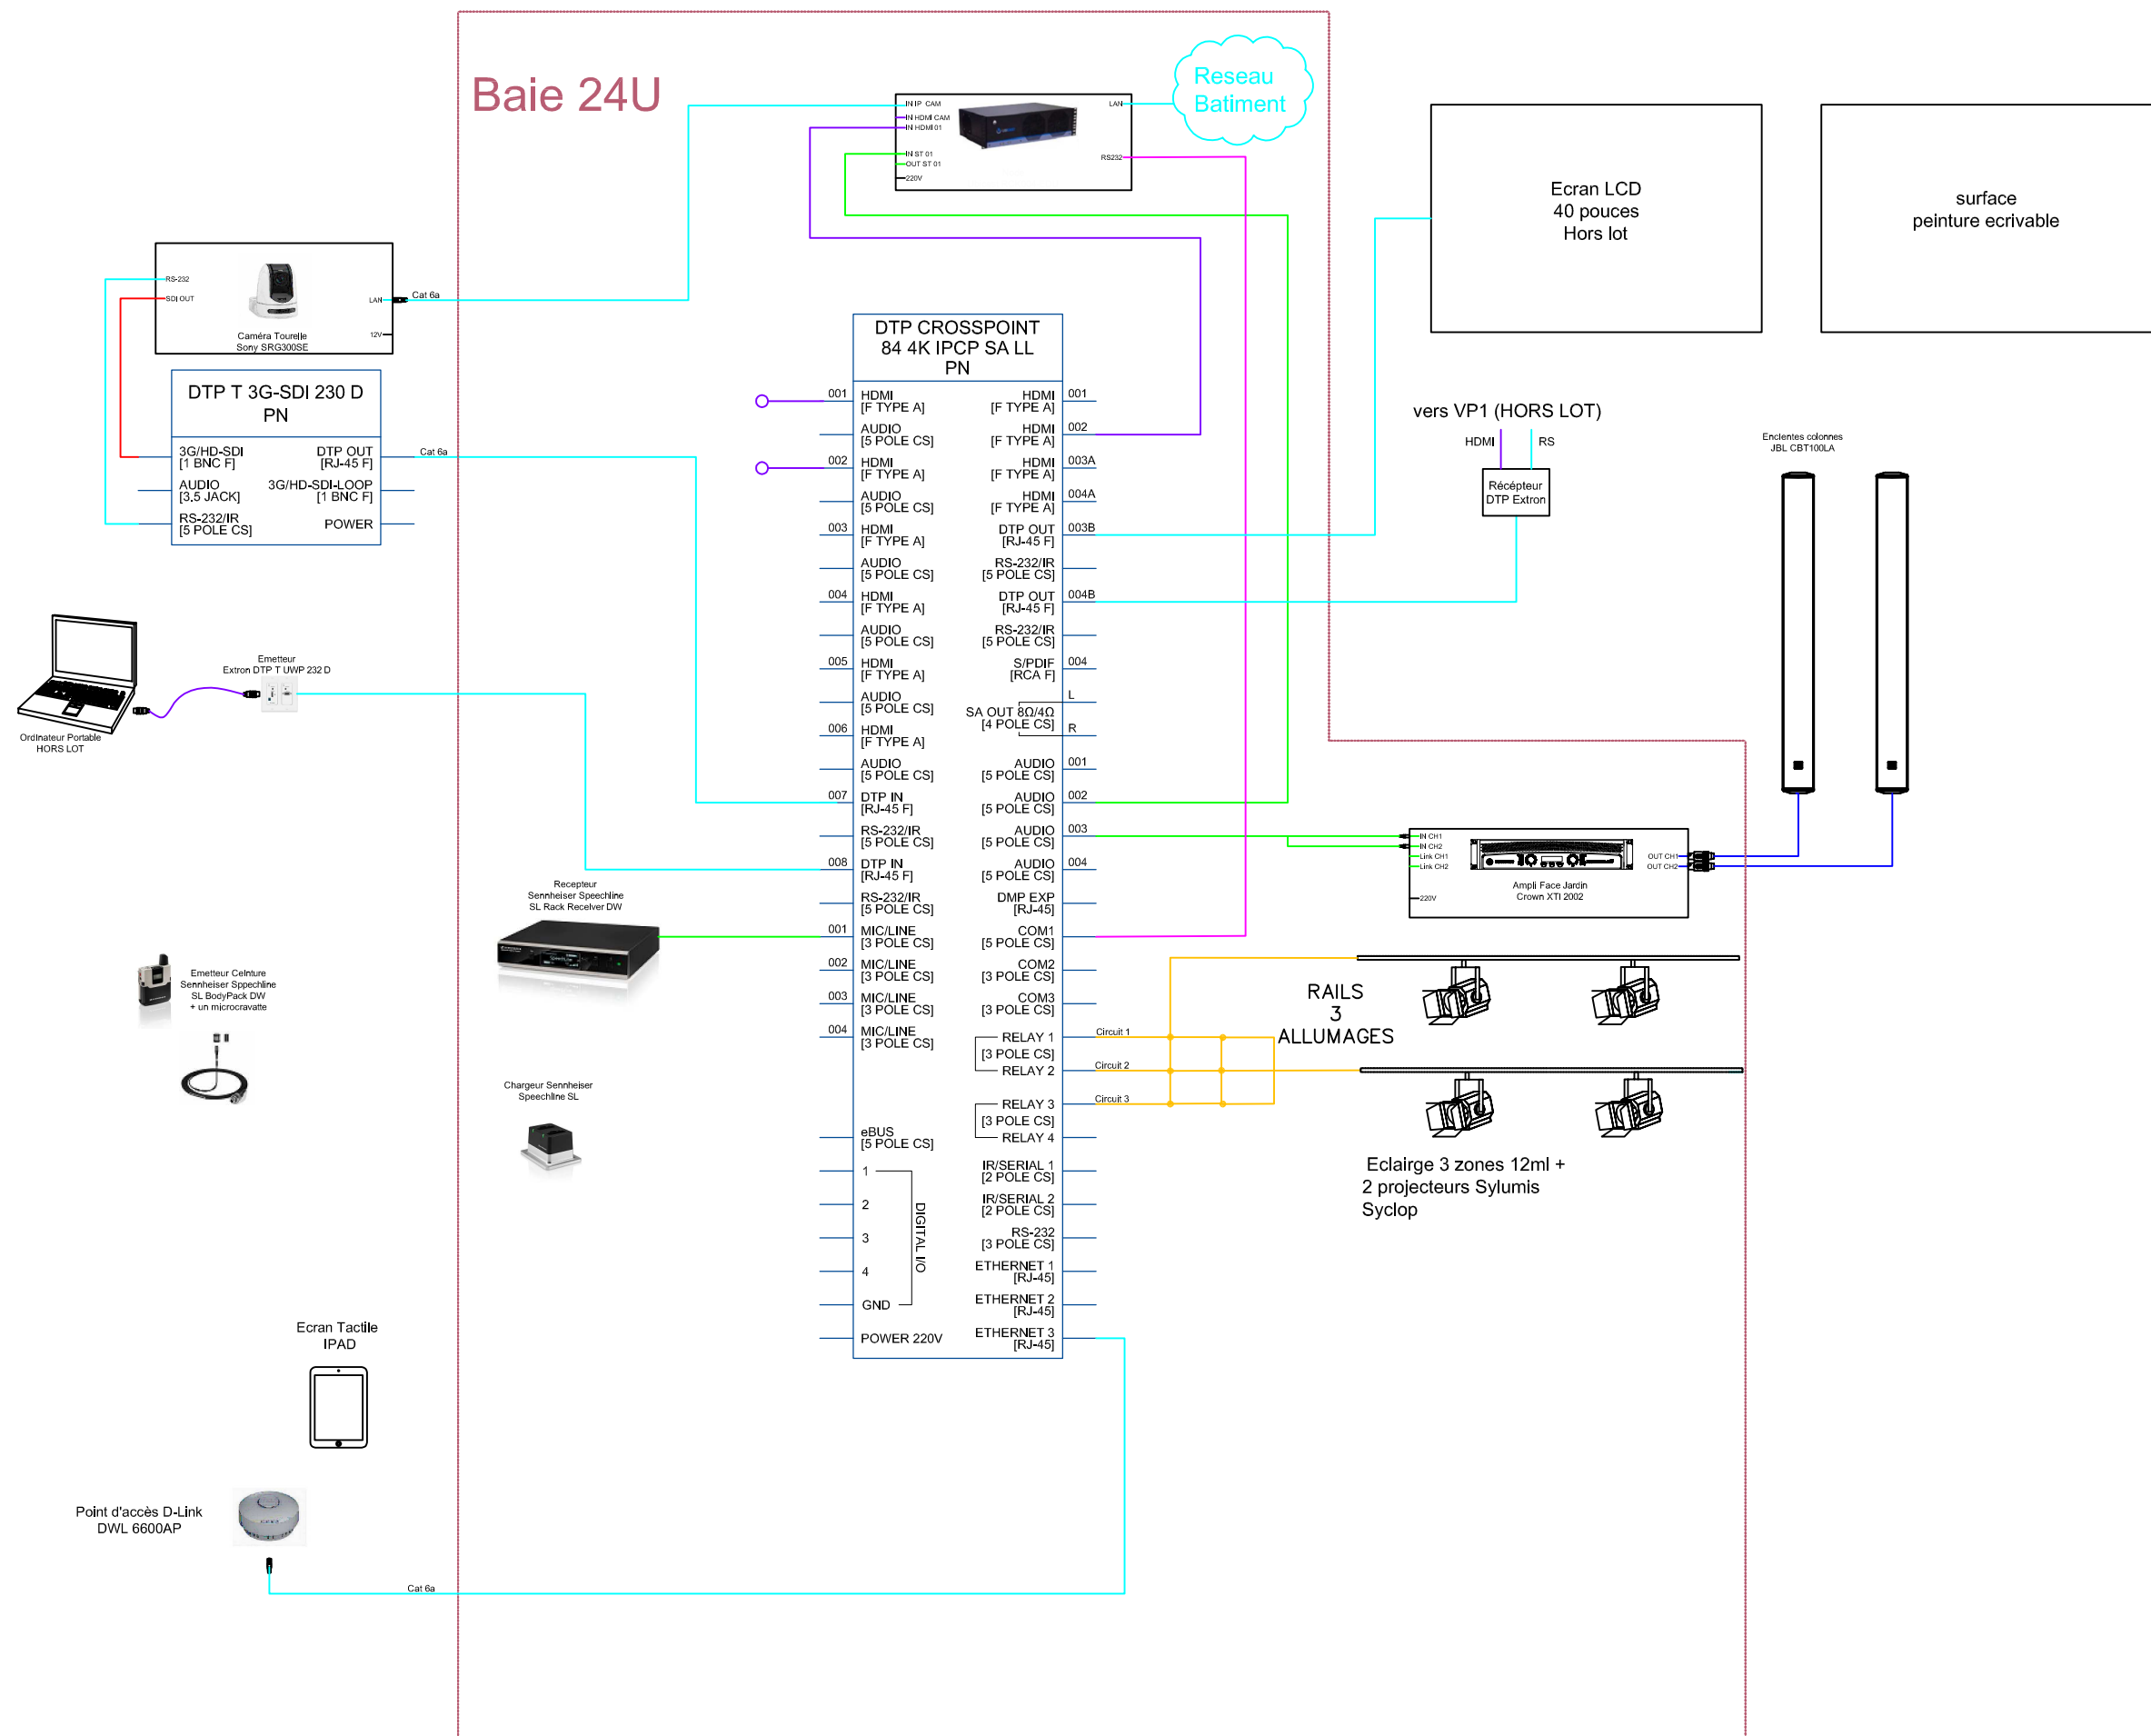 Baie 24U
Reseau
Batiment
IN IP CAM
IN HDMI CAM
IN HDMI 01
IN ST 01
OUT ST 01
220V
LAN
RS232
Ecran LCD
40 pouces
Hors lot
surface
peinture ecrivable
RS-232
SDI OUT
LAN
12V
Caméra Tourelle
Sony SRG300SE
Cat 6a
DTP T 3G-SDI 230 D
PN
3G/HD-SDI
[1 BNC F]
AUDIO
[3,5 JACK]
RS-232/IR
[5 POLE CS]
DTP OUT
[RJ-45 F]
3G/HD-SDI-LOOP
[1 BNC F]
POWER
Cat 6a
Ordinateur Portable
HORS LOT
Emetteur
Extron DTP T UWP 232 D
Recepteur
Sennheiser Speechline
SL Rack Receiver DW
Emetteur Ceinture
Sennheiser Sppechline
SL BodyPack DW
+ un microcravatte
Chargeur Sennheiser
Speechline SL
Ecran Tactile
IPAD
Point d'accès D-Link
DWL 6600AP
Cat 6a
DTP CROSSPOINT
84 4K IPCP SA LL
PN
001 HDMI
[F TYPE A]
AUDIO
[5 POLE CS]
002 HDMI
[F TYPE A]
AUDIO
[5 POLE CS]
003 HDMI
[F TYPE A]
AUDIO
[5 POLE CS]
004 HDMI
[F TYPE A]
AUDIO
[5 POLE CS]
005 HDMI
[F TYPE A]
AUDIO
[5 POLE CS]
006 HDMI
[F TYPE A]
AUDIO
[5 POLE CS]
007 DTP IN
[RJ-45 F]
RS-232/IR
[5 POLE CS]
008 DTP IN
[RJ-45 F]
RS-232/IR
[5 POLE CS]
001 MIC/LINE
[3 POLE CS]
002 MIC/LINE
[3 POLE CS]
003 MIC/LINE
[3 POLE CS]
004 MIC/LINE
[3 POLE CS]
eBUS
[5 POLE CS]
1
2
3
4
GND
DIGITAL I/O
POWER 220V
HDMI 001
[F TYPE A]
HDMI 002
[F TYPE A]
HDMI 003A
[F TYPE A]
HDMI 004A
[F TYPE A]
DTP OUT 003B
[RJ-45 F]
RS-232/IR
[5 POLE CS]
DTP OUT 004B
[RJ-45 F]
RS-232/IR
[5 POLE CS]
S/PDIF 004
[RCA F]
L
SA OUT 8Ω/4Ω
[4 POLE CS]
R
AUDIO 001
[5 POLE CS]
AUDIO 002
[5 POLE CS]
AUDIO 003
[5 POLE CS]
AUDIO 004
[5 POLE CS]
DMP EXP
[RJ-45]
COM1
[5 POLE CS]
COM2
[3 POLE CS]
COM3
[3 POLE CS]
RELAY 1 Circuit 1
[3 POLE CS]
RELAY 2 Circuit 2
RELAY 3 Circuit 3
[3 POLE CS]
RELAY 4
IR/SERIAL 1
[2 POLE CS]
IR/SERIAL 2
[2 POLE CS]
RS-232
[3 POLE CS]
ETHERNET 1
[RJ-45]
ETHERNET 2
[RJ-45]
ETHERNET 3
[RJ-45]
vers VP1 (HORS LOT)
HDMI
RS
Récépteur
DTP Extron
Encientes colonnes
JBL CBT100LA
IN CH1
IN CH2
Link CH1
Link CH2
220V
OUT CH1
OUT CH2
Ampli Face Jardin
Crown XTI 2002
RAILS
3
ALLUMAGES
Eclairge 3 zones 12ml +
2 projecteurs Sylumis
Syclop